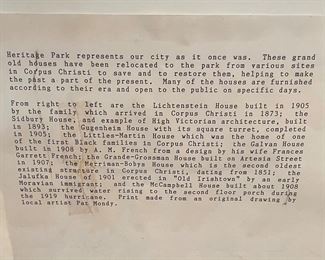 Heritage Park represents our city as it once was. These grand
old houses have been relocated to the park from various sites
in Corpus Christi to save and to restore them, helping to make
the past a part of the present. Many of the houses are furnished
according to their era and open to the public on specific days.
From right to left are the Lichtenstein House built in 1905
by the family which arrived in Corpus Christi in 1873; the
Sidbury House, and example of High Victorian architecture, built
in 1893; the Gugenheim House with its square turret, completed
in 1905; the Littles-Martin House which was the home of one
of the first Black families in Corpus Christi; the Galvan House
built in 1908 by A. M. French from a design by his wife Frances
Garrett French; the Grande-Grossman House built on Artesia Street
in 1907; the Merriman-Bobys House which is the second oldest
existing structure in Corpus Christi, dating from 1851; the
Jalufka House of 1901 erected in "Old Irishtown" by an early
Moravian immigrant; and the McCampbell House built about 1908
which survived water rising to the second floor porch during
the 1919 hurricane. Print made from an original drawing by
local artist Pat Mondy.